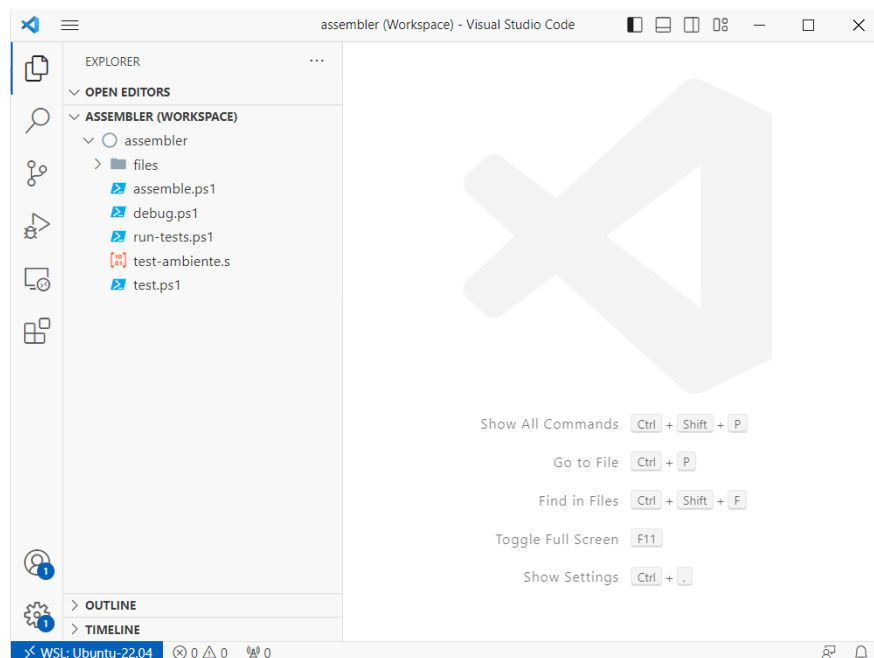 assembler (Workspace) - Visual Studio Code
EXPLORER
OPEN EDITORS
ASSEMBLER (WORKSPACE)
assembler
files
assemble.ps1
debug.ps1
run-tests.ps1
test-ambiente.s
test.ps1
Show All Commands Ctrl + Shift + P
Go to File Ctrl + P
Find in Files Ctrl + Shift + F
Toggle Full Screen F11
Show Settings Ctrl + ,
1
1
OUTLINE
TIMELINE
WSL: Ubuntu-22.04 0 0 0